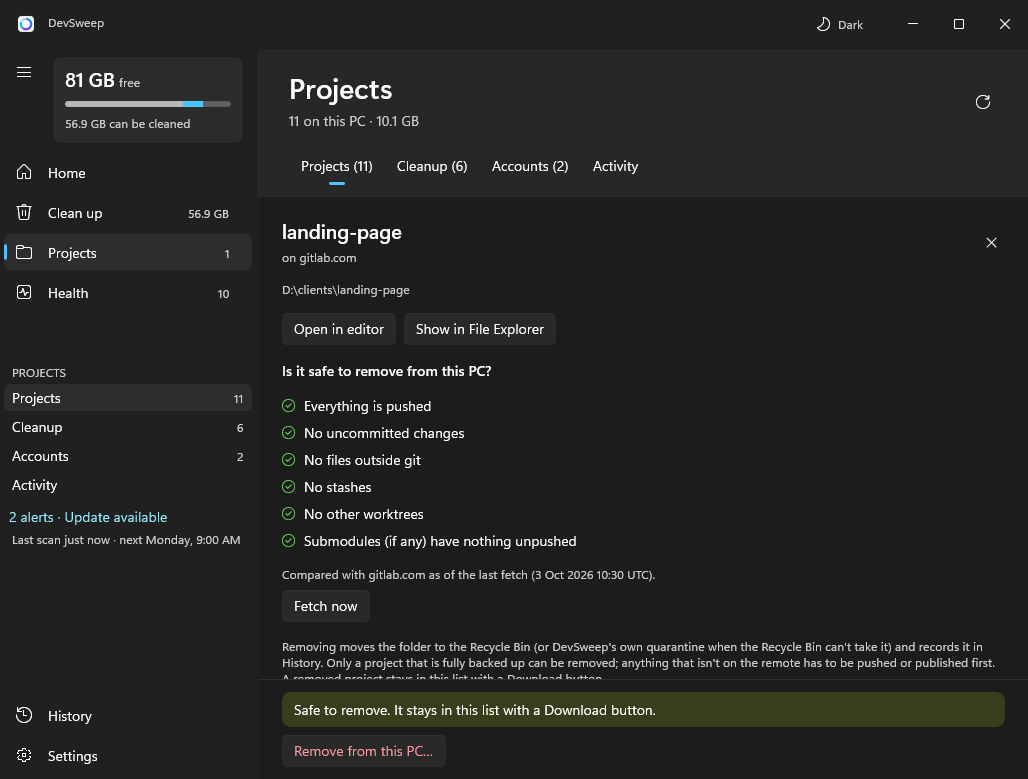 DevSweep
Dark
81 GB free
56.9 GB can be cleaned
Home
Clean up 56.9 GB
Projects 1
Health 10
PROJECTS
Projects 11
Cleanup 6
Accounts 2
Activity
2 alerts · Update available
Last scan just now · next Monday, 9:00 AM
History
Settings
Projects
11 on this PC · 10.1 GB
Projects (11) Cleanup (6) Accounts (2) Activity
landing-page
on gitlab.com
D:\clients\landing-page
Open in editor Show in File Explorer
Is it safe to remove from this PC?
Everything is pushed
No uncommitted changes
No files outside git
No stashes
No other worktrees
Submodules (if any) have nothing unpushed
Compared with gitlab.com as of the last fetch (3 Oct 2026 10:30 UTC).
Fetch now
Removing moves the folder to the Recycle Bin (or DevSweep's own quarantine when the Recycle Bin can't take it) and records it in
History. Only a project that is fully backed up can be removed; anything that isn't on the remote has to be pushed or published first.
A removed project stays in this list with a Download button.
Safe to remove. It stays in this list with a Download button.
Remove from this PC...